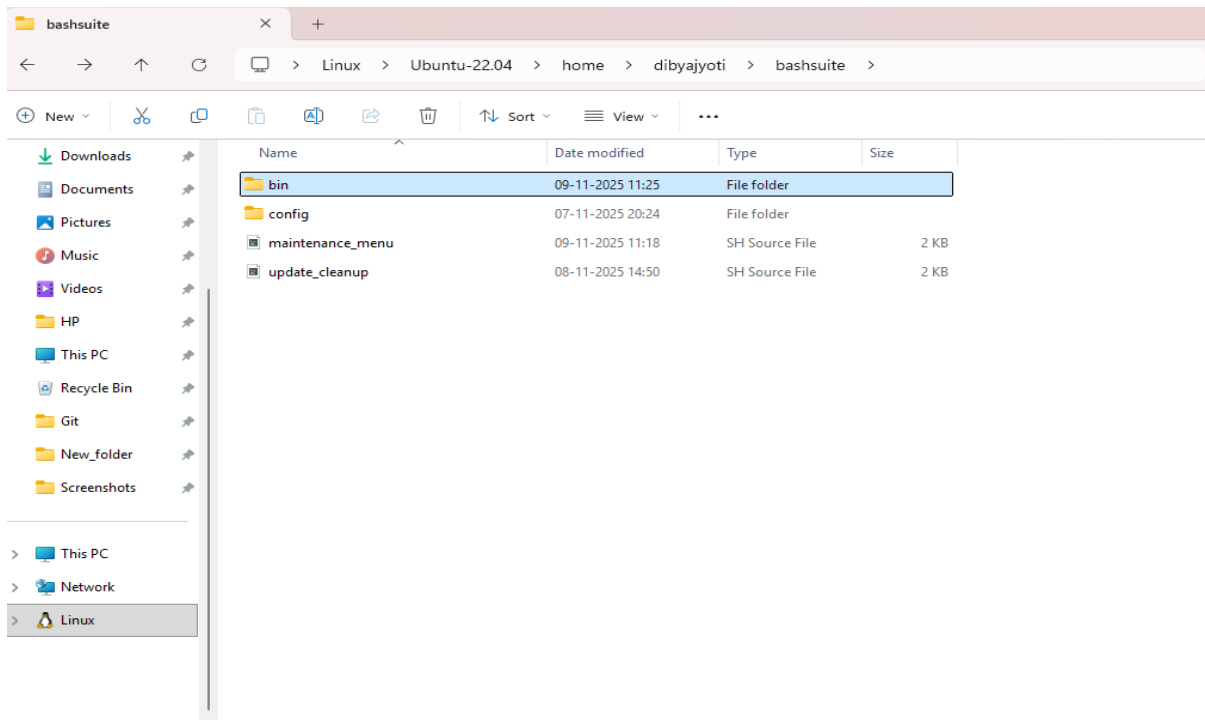 bashsuite
Linux > Ubuntu-22.04 > home > dibyajyoti > bashsuite >
New Sort View ...
Downloads
Documents
Pictures
Music
Videos
HP
This PC
Recycle Bin
Git
New_folder
Screenshots
This PC
Network
Linux
Name Date modified Type Size
bin 09-11-2025 11:25 File folder
config 07-11-2025 20:24 File folder
maintenance_menu 09-11-2025 11:18 SH Source File 2 KB
update_cleanup 08-11-2025 14:50 SH Source File 2 KB